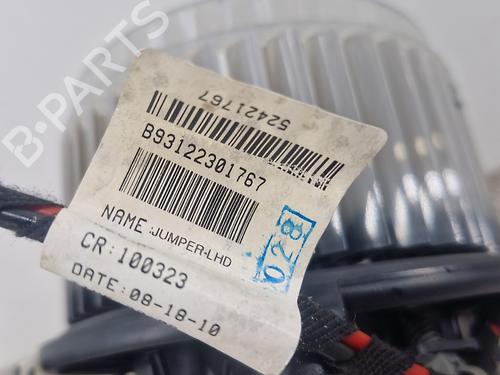 B-PARTS
52421767
B93122301767
NAME:JUMPER-LHD
CR:100323
DATE:08-18-10
028